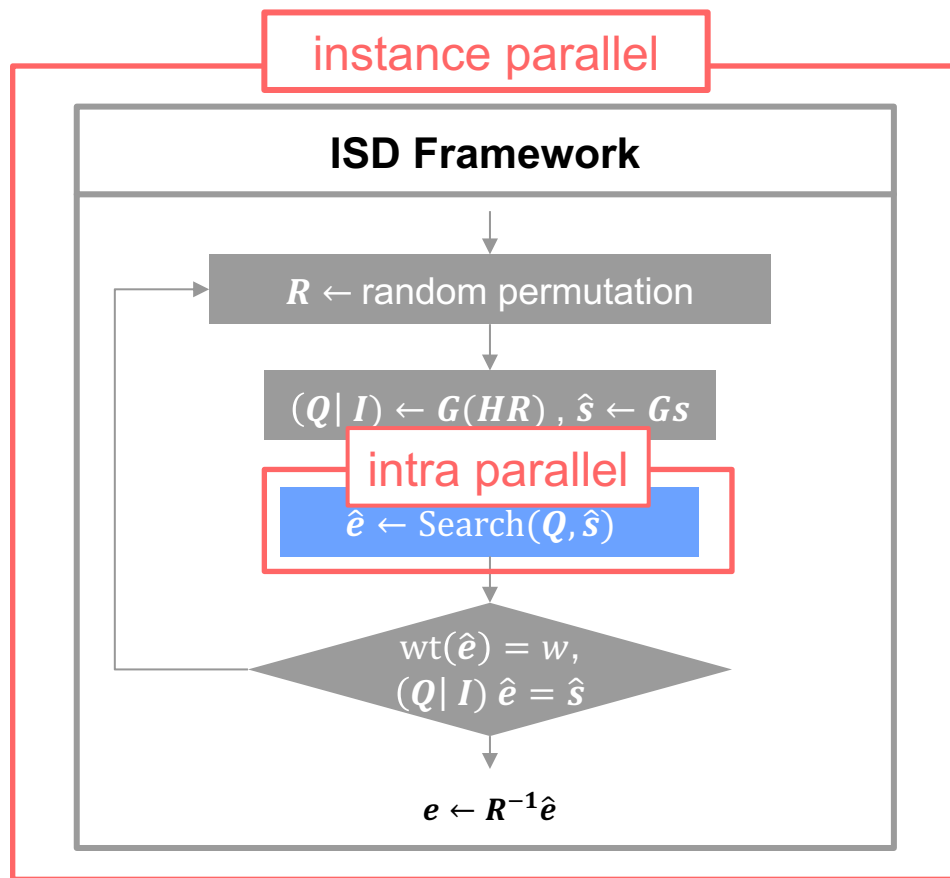 instance parallel
ISD Framework
R ← random permutation
(Q| I) ← G(HR) , ŝ ← Gs
intra parallel
ê ← Search(Q, ŝ)
wt(ê) = w,
(Q| I) ê = ŝ
e ← R⁻¹ê